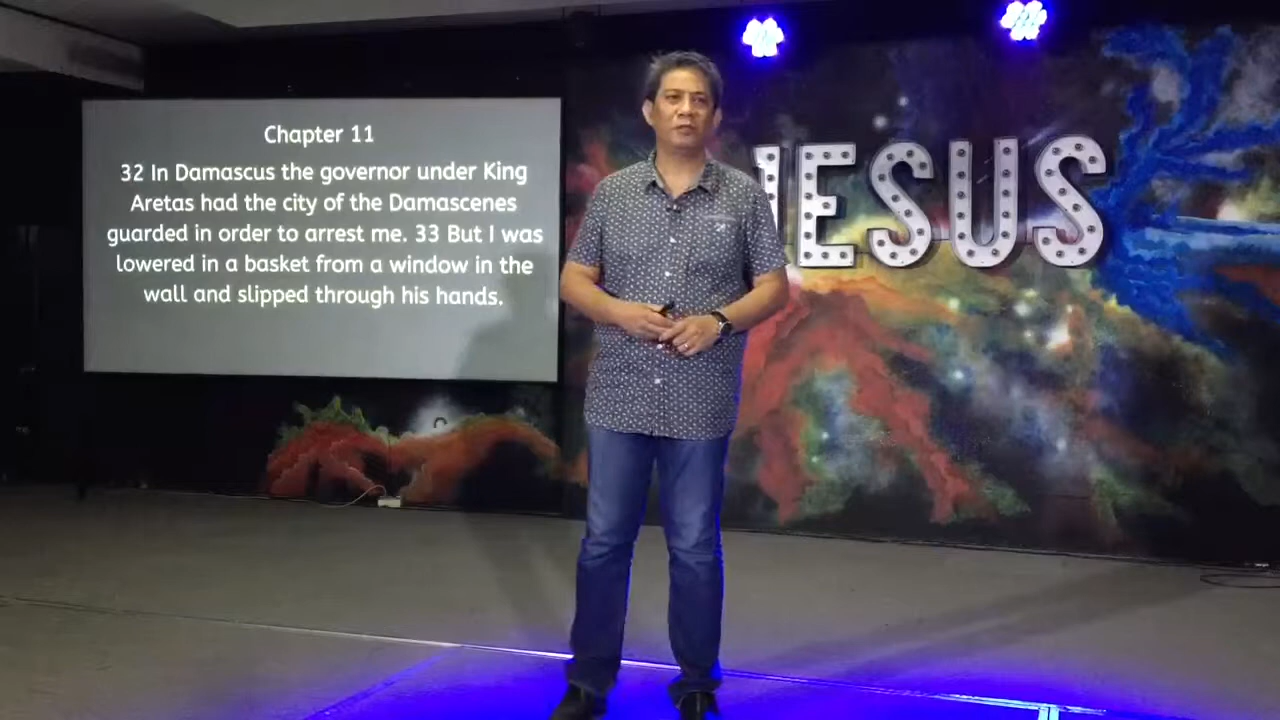 Chapter 11
32 In Damascus the governor under King
Aretas had the city of the Damascenes
guarded in order to arrest me. 33 But I was
lowered in a basket from a window in the
wall and slipped through his hands.
JESUS